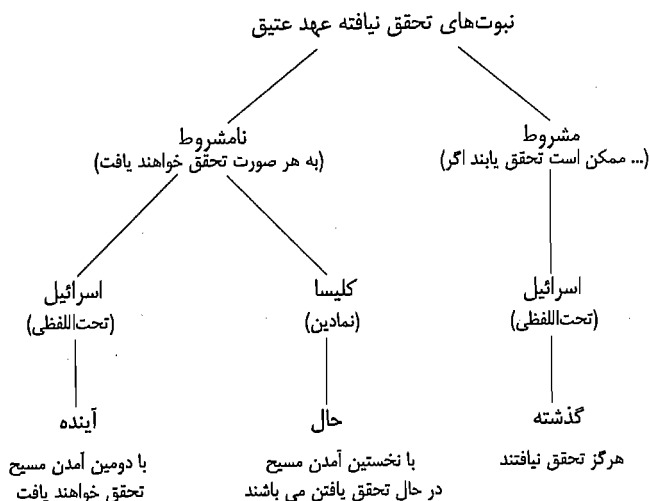 نبوت‌های تحقق نیافته عهد عتیق
مشروط
(... ممکن است تحقق یابند اگر)
نامشروط
(به هر صورت تحقق خواهند یافت)
اسرائیل
(تحت‌اللفظی)
کلیسا
(نمادین)
اسرائیل
(تحت‌اللفظی)
گذشته
هرگز تحقق نیافتند
حال
با نخستین آمدن مسیح
در حال تحقق یافتن می باشند
آینده
با دومین آمدن مسیح
تحقق خواهند یافت